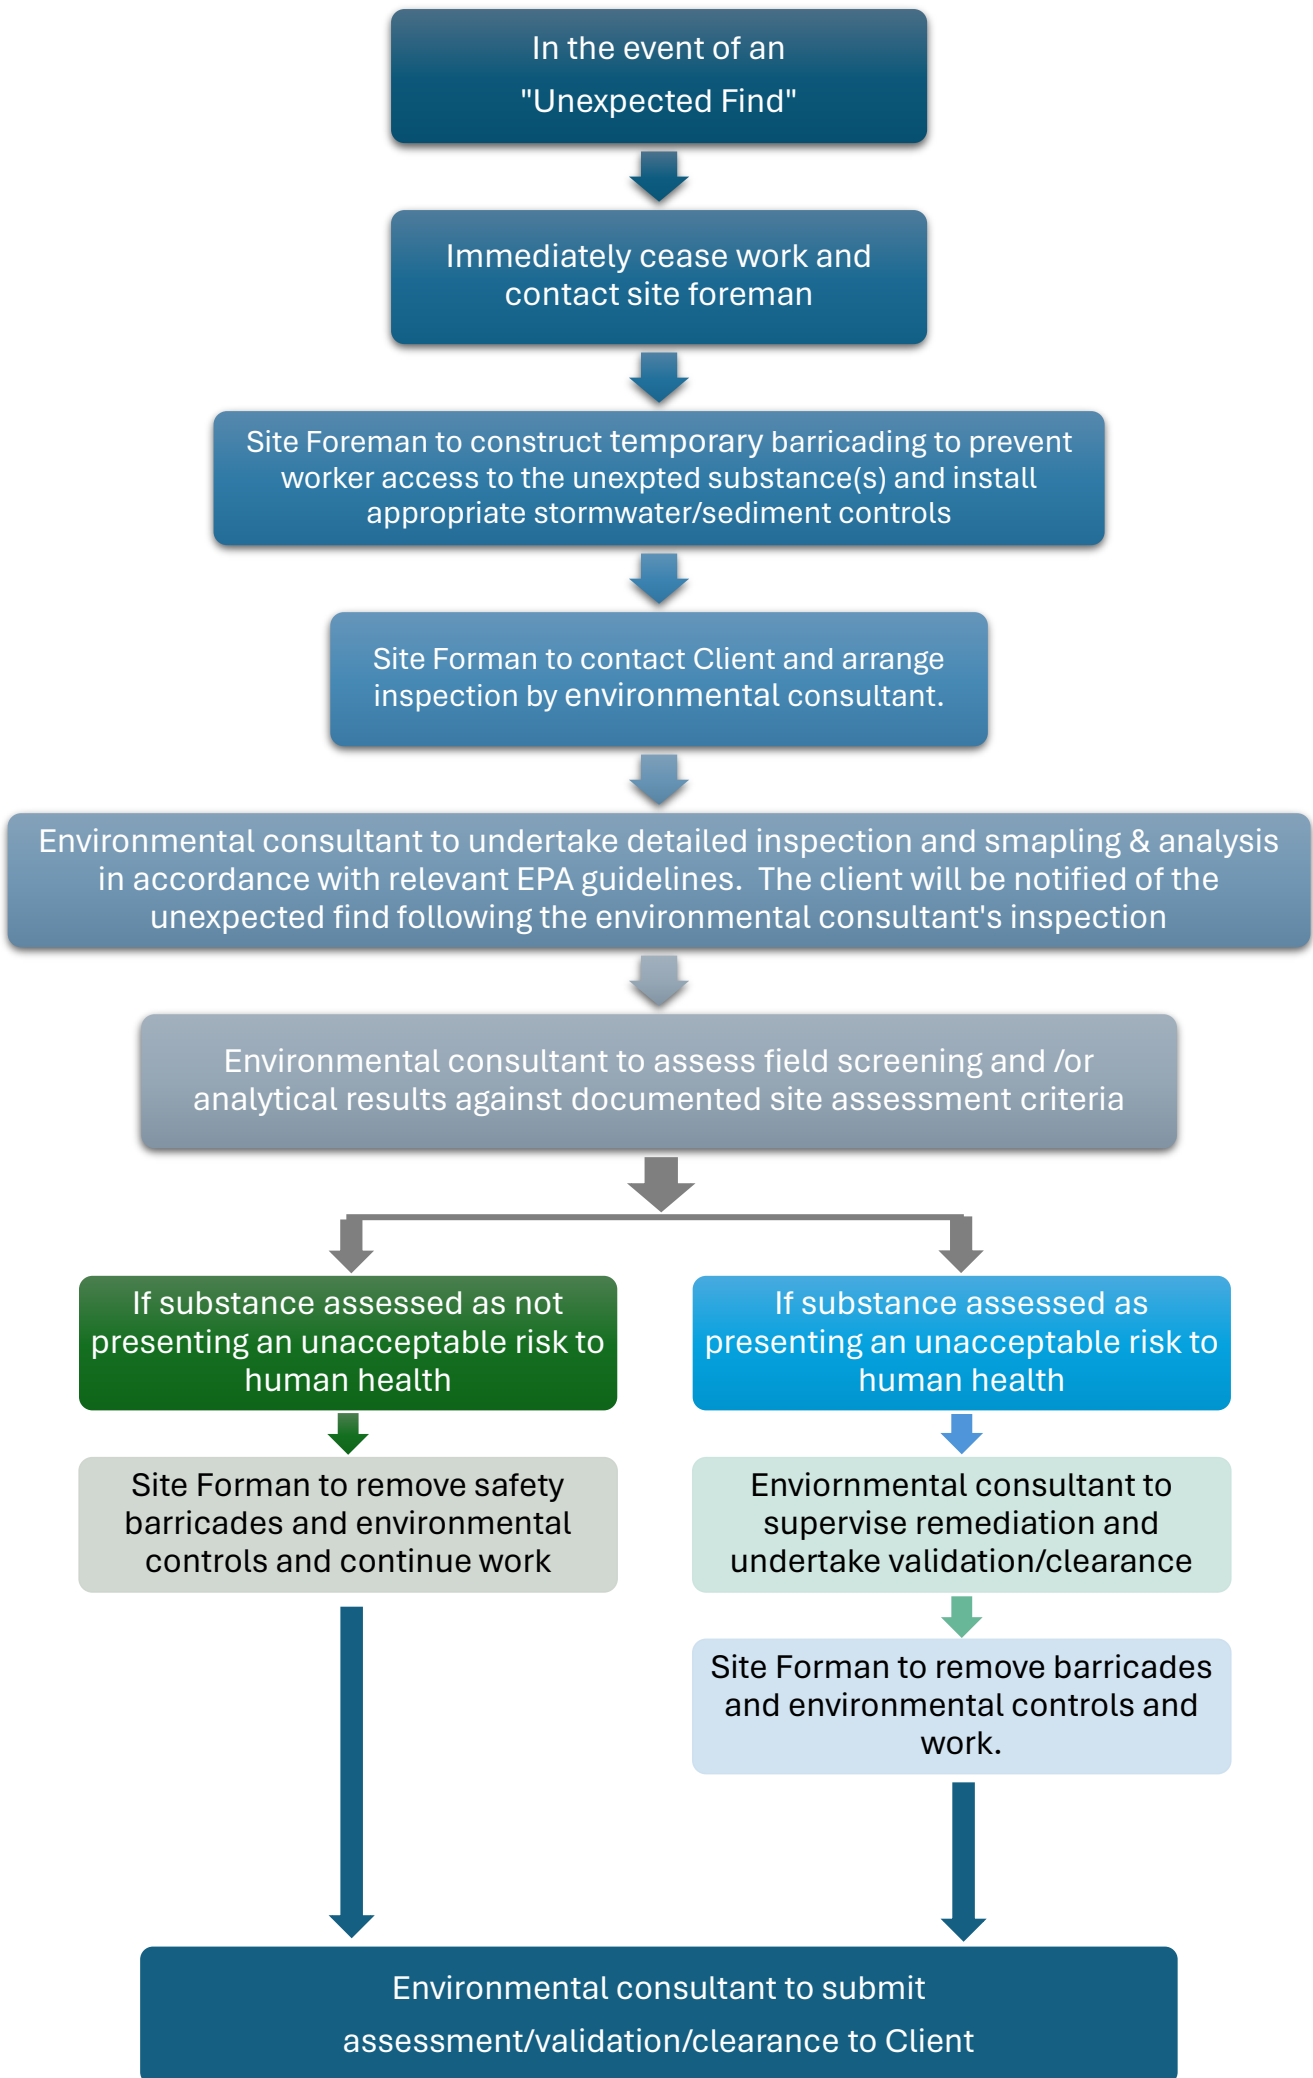 In the event of an
"Unexpected Find"
Immediately cease work and
contact site foreman
Site Foreman to construct temporary barricading to prevent
worker access to the unexpted substance(s) and install
appropriate stormwater/sediment controls
Site Forman to contact Client and arrange
inspection by environmental consultant.
Environmental consultant to undertake detailed inspection and smapling & analysis
in accordance with relevant EPA guidelines.  The client will be notified of the
unexpected find following the environmental consultant's inspection
Environmental consultant to assess field screening and /or
analytical results against documented site assessment criteria
If substance assessed as not
presenting an unacceptable risk to
human health
If substance assessed as
presenting an unacceptable risk to
human health
Site Forman to remove safety
barricades and environmental
controls and continue work
Enviornmental consultant to
supervise remediation and
undertake validation/clearance
Site Forman to remove barricades
and environmental controls and
work.
Environmental consultant to submit
assessment/validation/clearance to Client